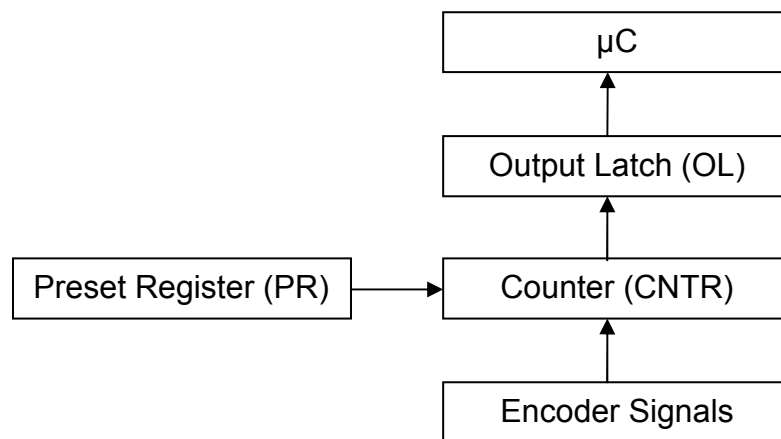 µC
Output Latch (OL)
Preset Register (PR)
Counter (CNTR)
Encoder Signals